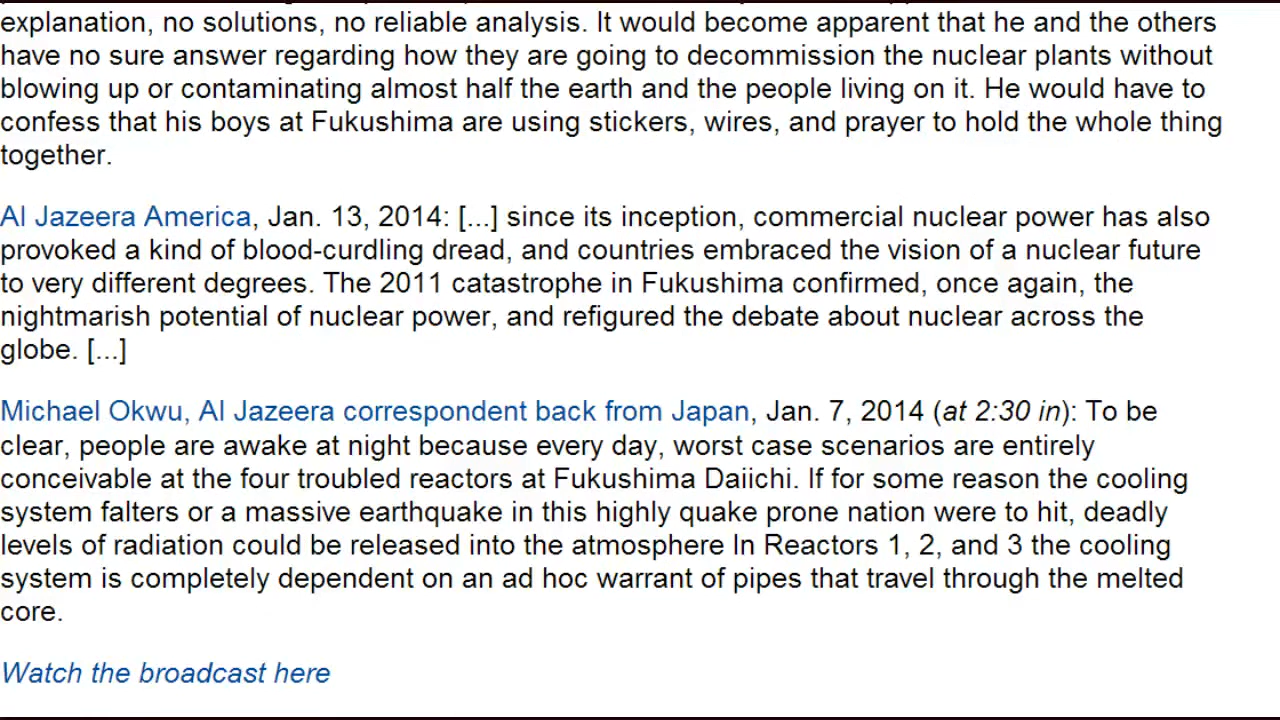 explanation, no solutions, no reliable analysis. It would become apparent that he and the others
have no sure answer regarding how they are going to decommission the nuclear plants without
blowing up or contaminating almost half the earth and the people living on it. He would have to
confess that his boys at Fukushima are using stickers, wires, and prayer to hold the whole thing
together.
Al Jazeera America, Jan. 13, 2014: [...] since its inception, commercial nuclear power has also
provoked a kind of blood-curdling dread, and countries embraced the vision of a nuclear future
to very different degrees. The 2011 catastrophe in Fukushima confirmed, once again, the
nightmarish potential of nuclear power, and refigured the debate about nuclear across the
globe. [...]
Michael Okwu, Al Jazeera correspondent back from Japan, Jan. 7, 2014 (at 2:30 in): To be
clear, people are awake at night because every day, worst case scenarios are entirely
conceivable at the four troubled reactors at Fukushima Daiichi. If for some reason the cooling
system falters or a massive earthquake in this highly quake prone nation were to hit, deadly
levels of radiation could be released into the atmosphere In Reactors 1, 2, and 3 the cooling
system is completely dependent on an ad hoc warrant of pipes that travel through the melted
core.
Watch the broadcast here